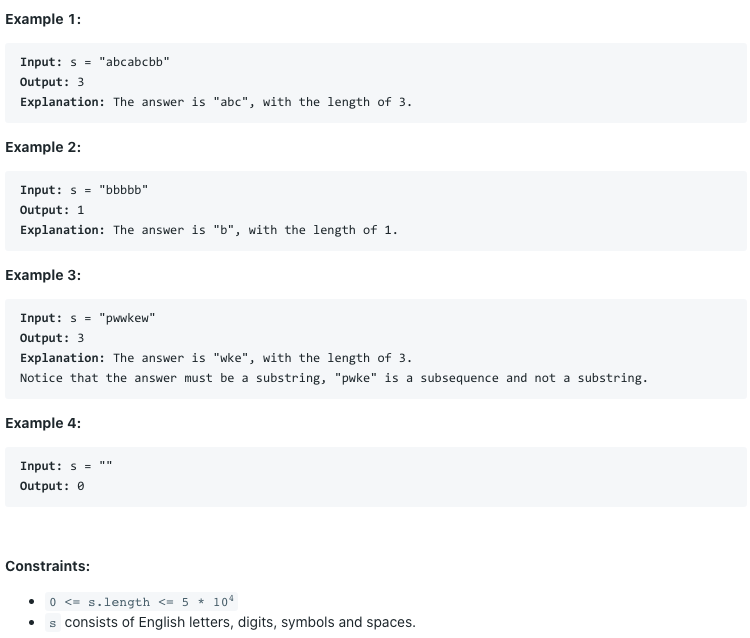 Example 1:
Input: s = "abcabcbb"
Output: 3
Explanation: The answer is "abc", with the length of 3.
Example 2:
Input: s = "bbbbb"
Output: 1
Explanation: The answer is "b", with the length of 1.
Example 3:
Input: s = "pwwkew"
Output: 3
Explanation: The answer is "wke", with the length of 3.
Notice that the answer must be a substring, "pwke" is a subsequence and not a substring.
Example 4:
Input: s = ""
Output: 0
Constraints:
• 0 <= s.length <= 5 * 10⁴
• s consists of English letters, digits, symbols and spaces.